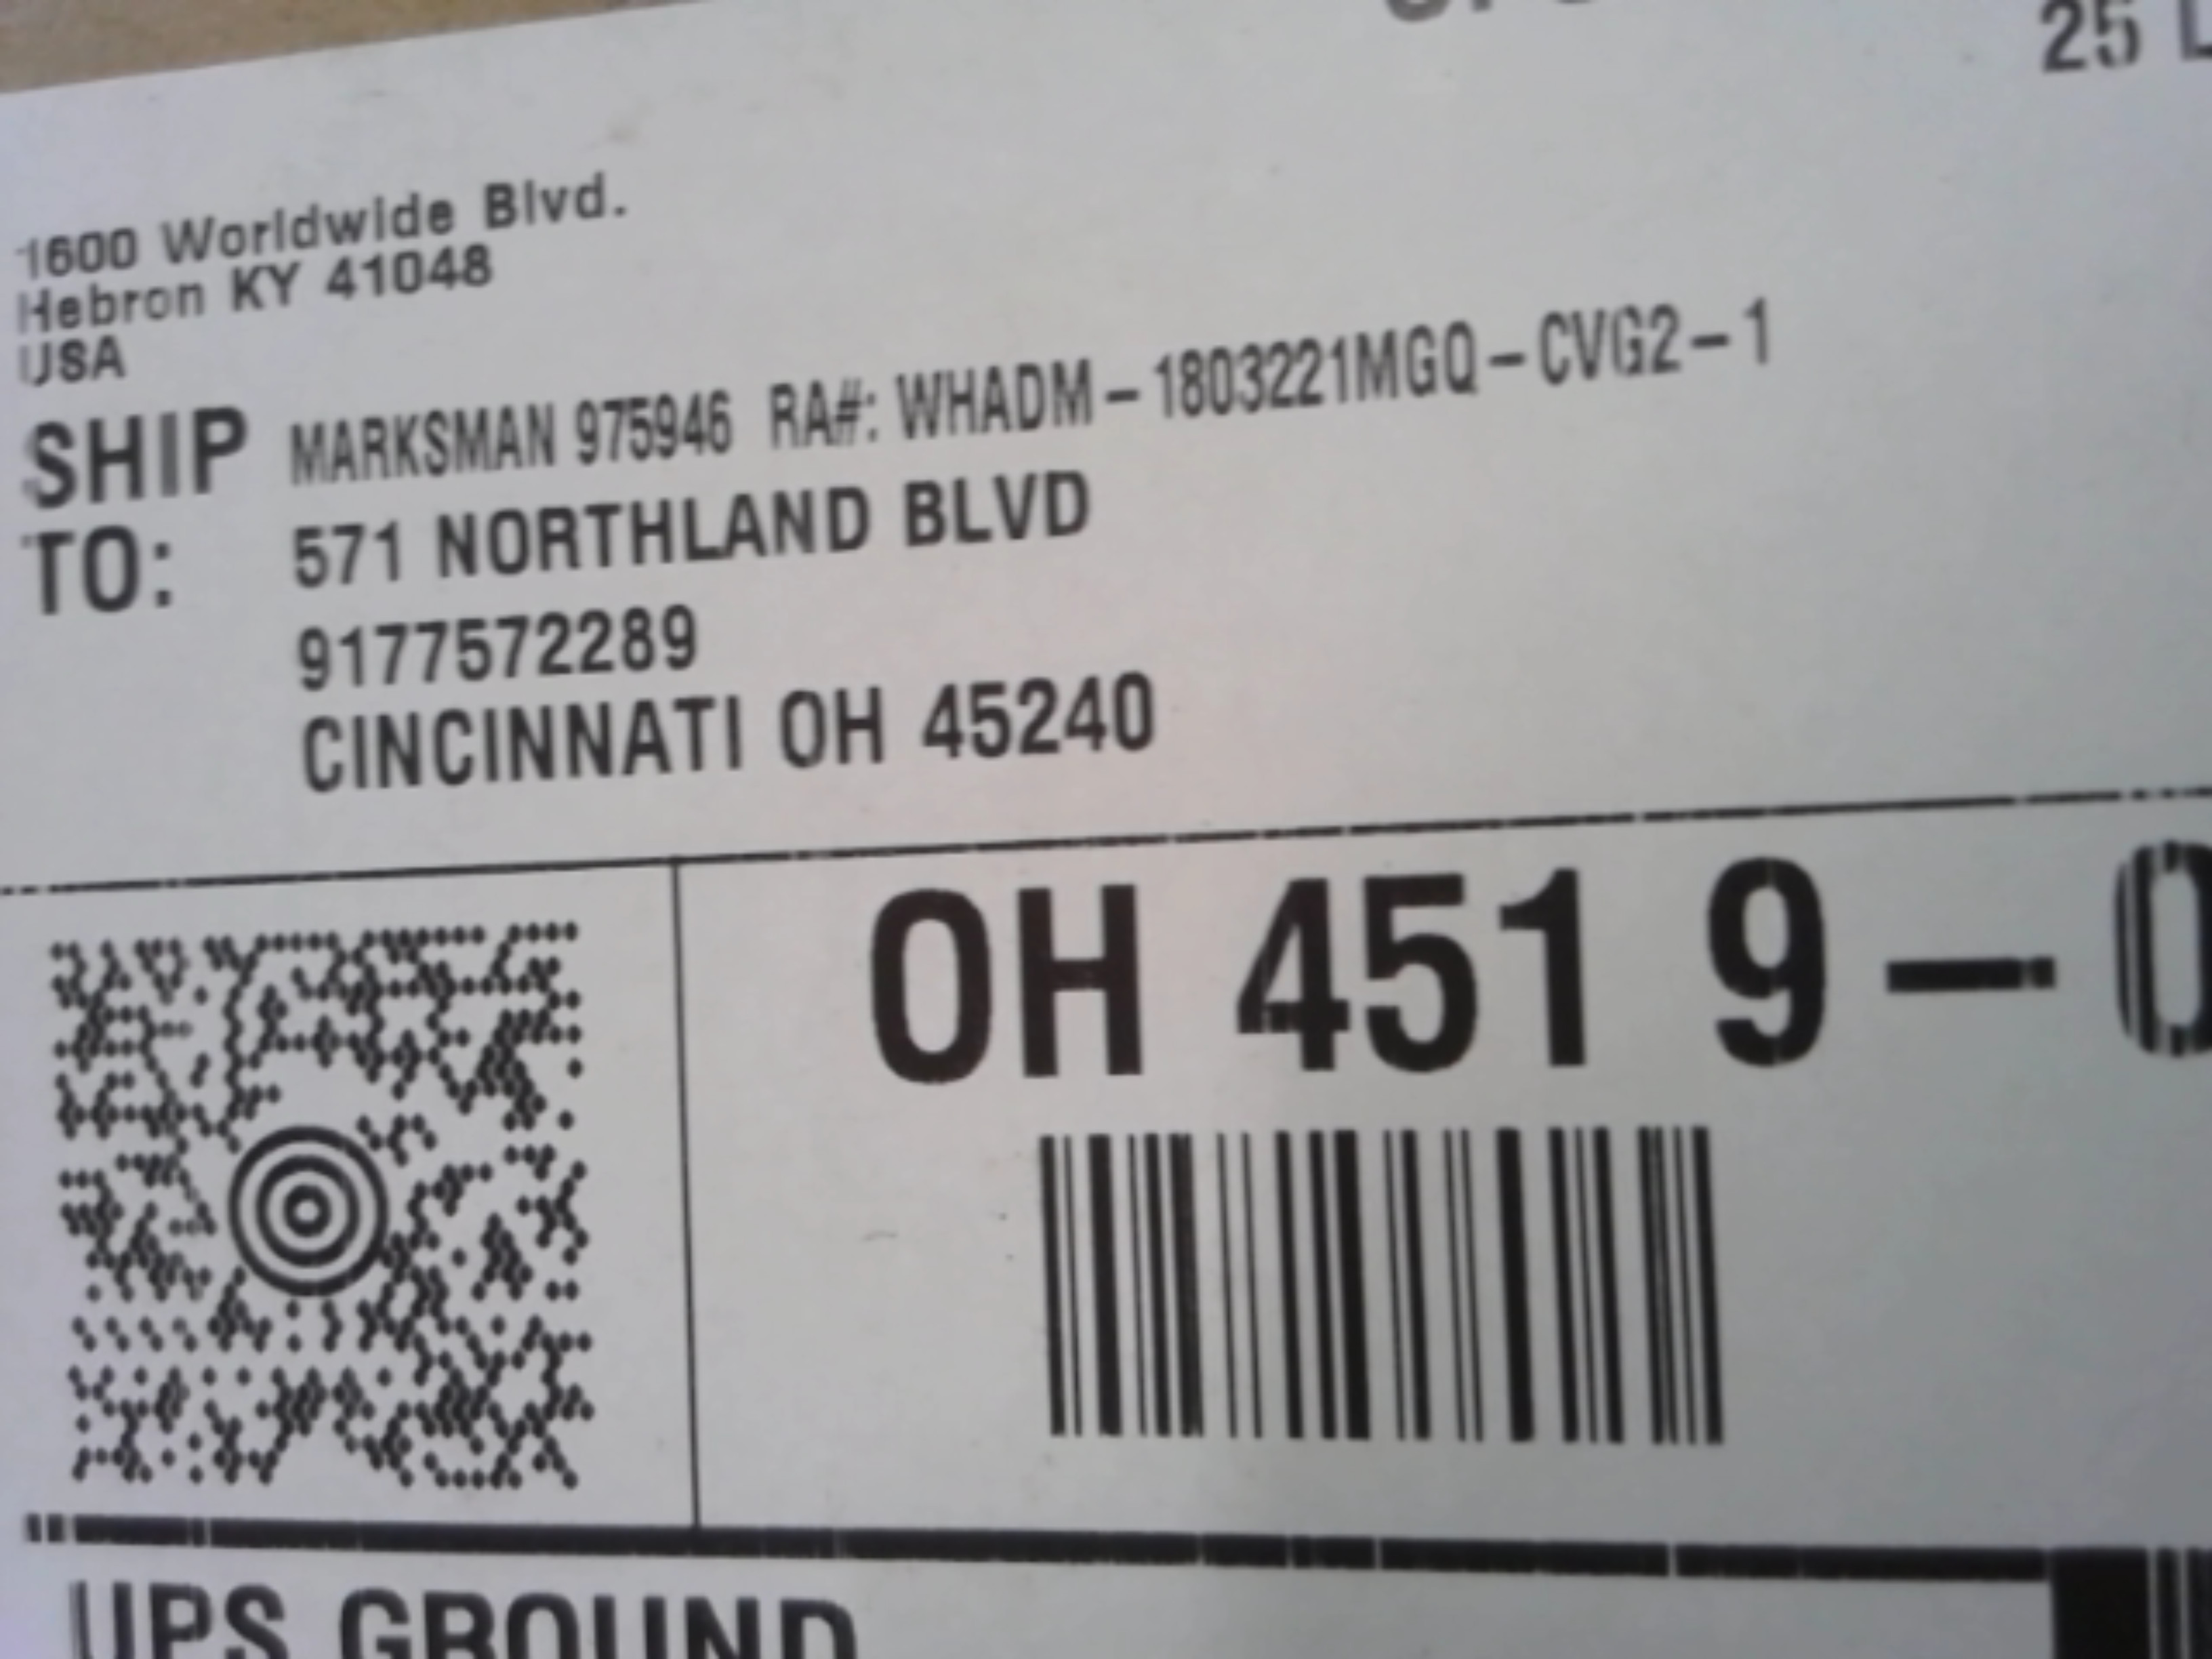 25
1600 Worldwide Blvd.
Hebron KY 41048
USA
SHIP TO: MARKSMAN 975946 RA#: WHADM-1803221MGQ-CVG2-1
571 NORTHLAND BLVD
9177572289
CINCINNATI OH 45240
OH 451 9-0
UPS GROUND